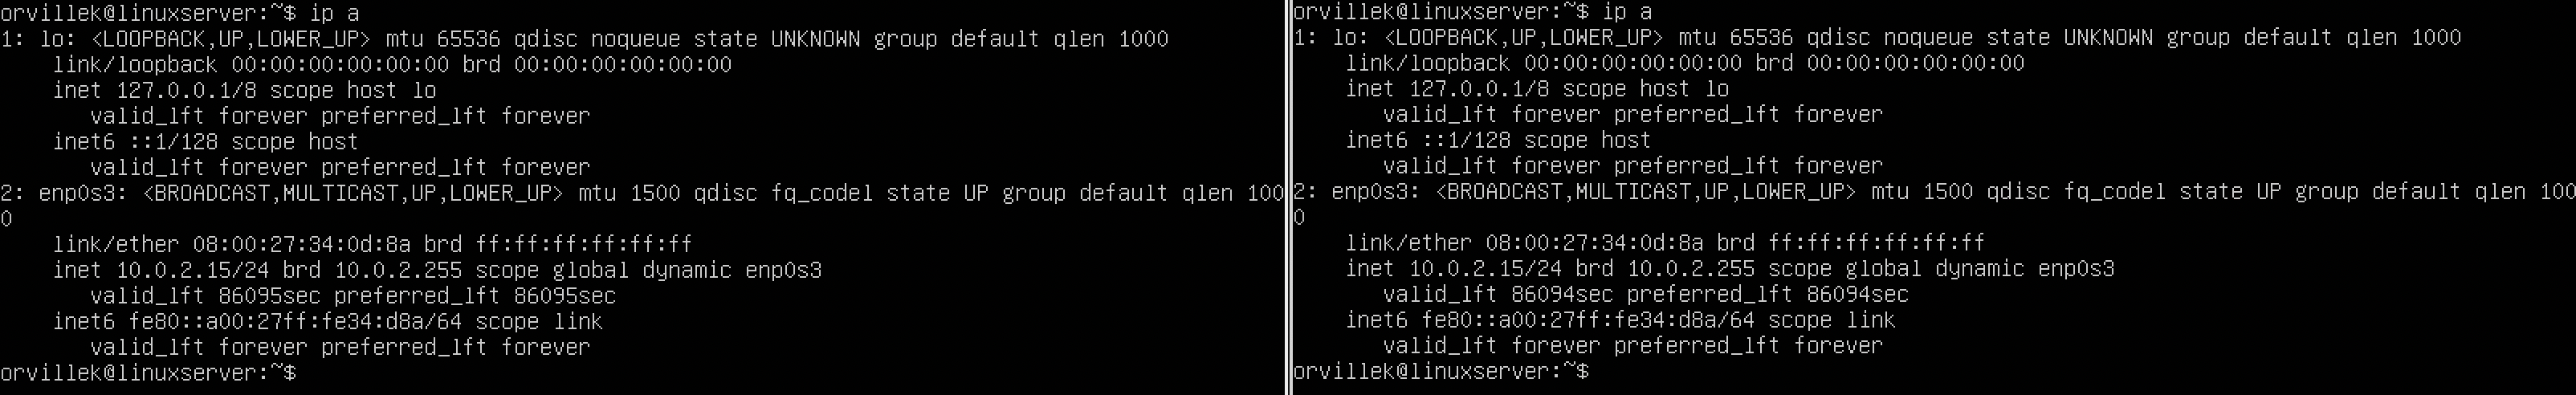 orvillek@linuxserver:~$ ip a
1: lo: <LOOPBACK,UP,LOWER_UP> mtu 65536 qdisc noqueue state UNKNOWN group default qlen 1000
    link/loopback 00:00:00:00:00:00 brd 00:00:00:00:00:00
    inet 127.0.0.1/8 scope host lo
       valid_lft forever preferred_lft forever
    inet6 ::1/128 scope host
       valid_lft forever preferred_lft forever
2: enp0s3: <BROADCAST,MULTICAST,UP,LOWER_UP> mtu 1500 qdisc fq_codel state UP group default qlen 100
0
    link/ether 08:00:27:34:0d:8a brd ff:ff:ff:ff:ff:ff
    inet 10.0.2.15/24 brd 10.0.2.255 scope global dynamic enp0s3
       valid_lft 86095sec preferred_lft 86095sec
    inet6 fe80::a00:27ff:fe34:d8a/64 scope link
       valid_lft forever preferred_lft forever
orvillek@linuxserver:~$
orvillek@linuxserver:~$ ip a
1: lo: <LOOPBACK,UP,LOWER_UP> mtu 65536 qdisc noqueue state UNKNOWN group default qlen 1000
    link/loopback 00:00:00:00:00:00 brd 00:00:00:00:00:00
    inet 127.0.0.1/8 scope host lo
       valid_lft forever preferred_lft forever
    inet6 ::1/128 scope host
       valid_lft forever preferred_lft forever
2: enp0s3: <BROADCAST,MULTICAST,UP,LOWER_UP> mtu 1500 qdisc fq_codel state UP group default qlen 100
0
    link/ether 08:00:27:34:0d:8a brd ff:ff:ff:ff:ff:ff
    inet 10.0.2.15/24 brd 10.0.2.255 scope global dynamic enp0s3
       valid_lft 86094sec preferred_lft 86094sec
    inet6 fe80::a00:27ff:fe34:d8a/64 scope link
       valid_lft forever preferred_lft forever
orvillek@linuxserver:~$